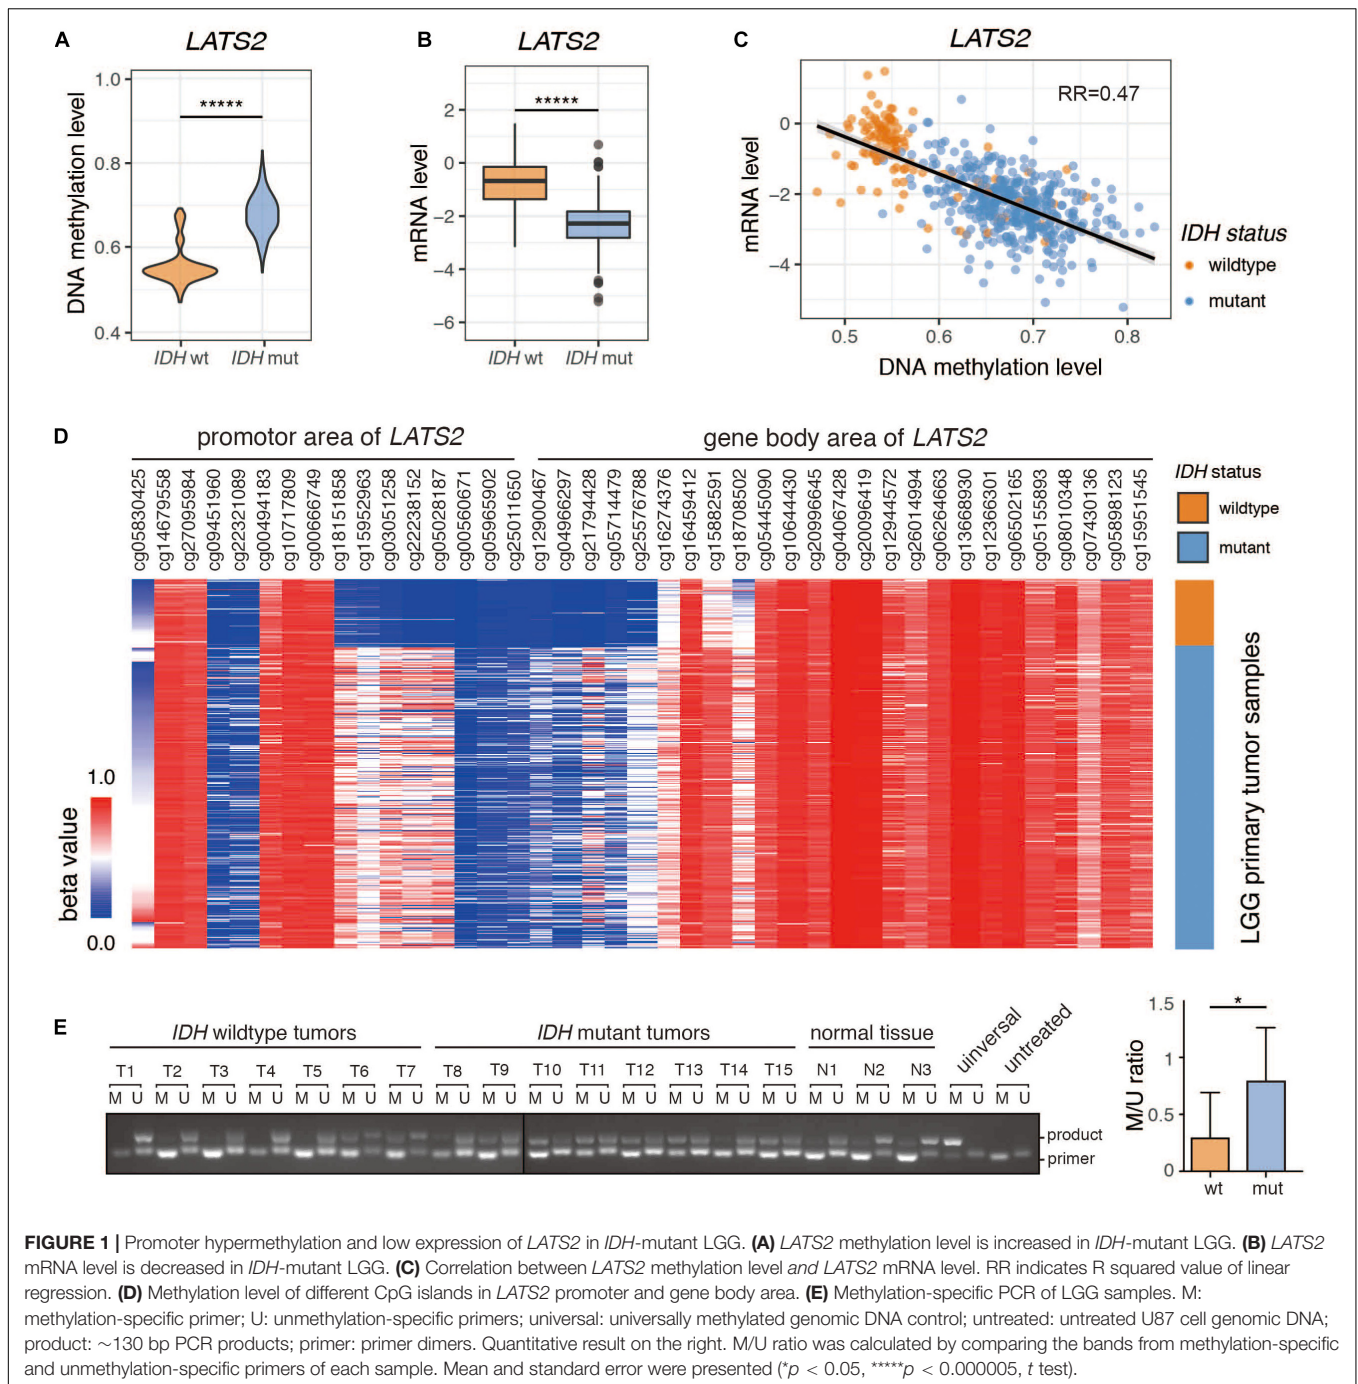 A
LATS2
DNA methylation level
1.0
0.8
0.6
0.4
*****
IDH wt
IDH mut
B
LATS2
mRNA level
2
0
−2
−4
−6
*****
IDH wt
IDH mut
C
LATS2
RR=0.47
mRNA level
0
−2
−4
0.5
0.6
0.7
0.8
DNA methylation level
IDH status
wildtype
mutant
D
promotor area of LATS2
gene body area of LATS2
cg05830425
cg14679558
cg27095984
cg09451960
cg22321089
cg00494183
cg10717809
cg00666749
cg18151858
cg15952963
cg03051258
cg22238152
cg05028187
cg00560671
cg05965902
cg25011650
cg12900467
cg04966297
cg21794428
cg05714479
cg25576788
cg16274376
cg16459412
cg15882591
cg18708502
cg05445090
cg10644430
cg20996645
cg04067428
cg20096419
cg12944572
cg26014994
cg06264663
cg13668930
cg12366301
cg06502165
cg05155893
cg08010348
cg07430136
cg05898123
cg15951545
IDH status
wildtype
mutant
1.0
beta value
0.0
LGG primary tumor samples
E
IDH wildtype tumors
IDH mutant tumors
normal tissue
uinversal
untreated
T1 T2 T3 T4 T5 T6 T7 T8 T9 T10 T11 T12 T13 T14 T15 N1 N2 N3
M U M U M U M U M U M U M U M U M U M U M U M U M U M U M U M U M U M U M U M U
product
primer
M/U ratio
1.5
1
0.5
0
*
wt
mut
FIGURE 1 | Promoter hypermethylation and low expression of LATS2 in IDH-mutant LGG. (A) LATS2 methylation level is increased in IDH-mutant LGG. (B) LATS2
mRNA level is decreased in IDH-mutant LGG. (C) Correlation between LATS2 methylation level and LATS2 mRNA level. RR indicates R squared value of linear
regression. (D) Methylation level of different CpG islands in LATS2 promoter and gene body area. (E) Methylation-specific PCR of LGG samples. M:
methylation-specific primer; U: unmethylation-specific primers; universal: universally methylated genomic DNA control; untreated: untreated U87 cell genomic DNA;
product: ∼130 bp PCR products; primer: primer dimers. Quantitative result on the right. M/U ratio was calculated by comparing the bands from methylation-specific
and unmethylation-specific primers of each sample. Mean and standard error were presented (*p < 0.05, *****p < 0.000005, t test).